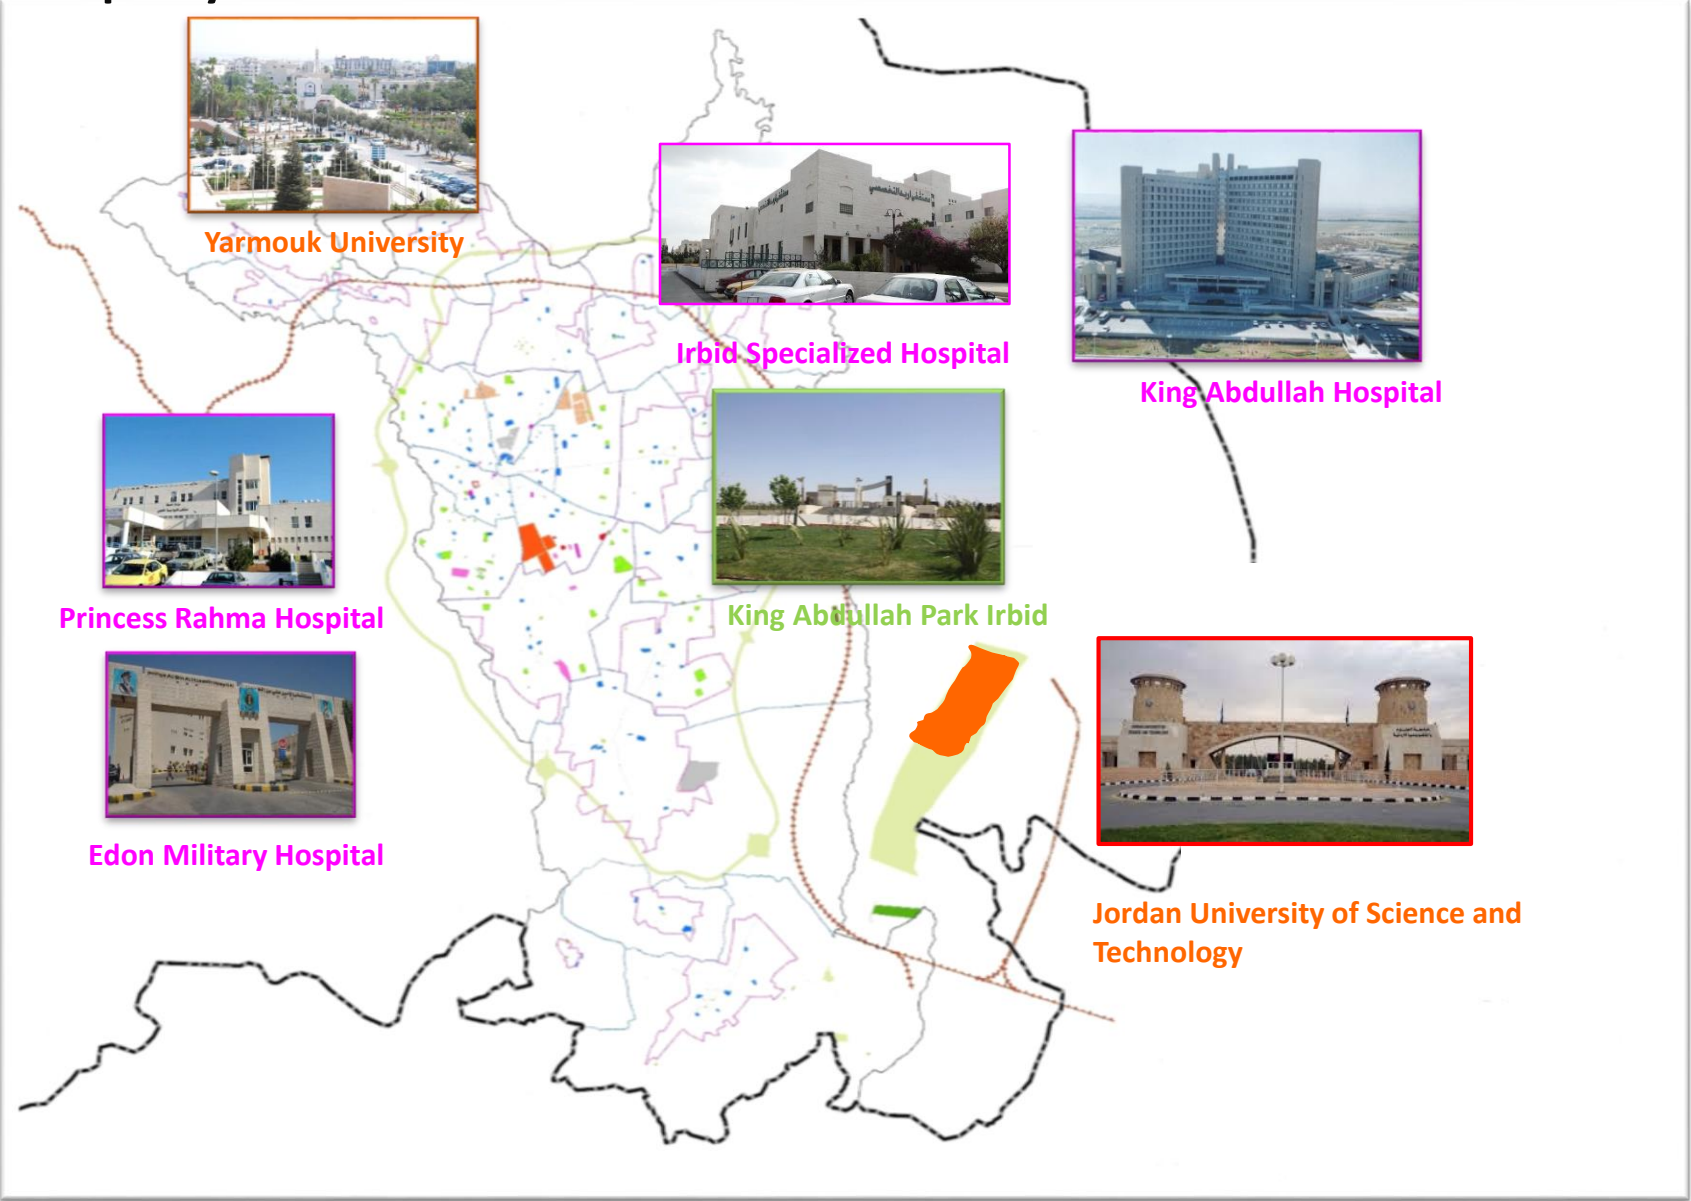 Yarmouk University
Irbid Specialized Hospital
King Abdullah Hospital
Princess Rahma Hospital
King Abdullah Park Irbid
Edon Military Hospital
Jordan University of Science and
Technology